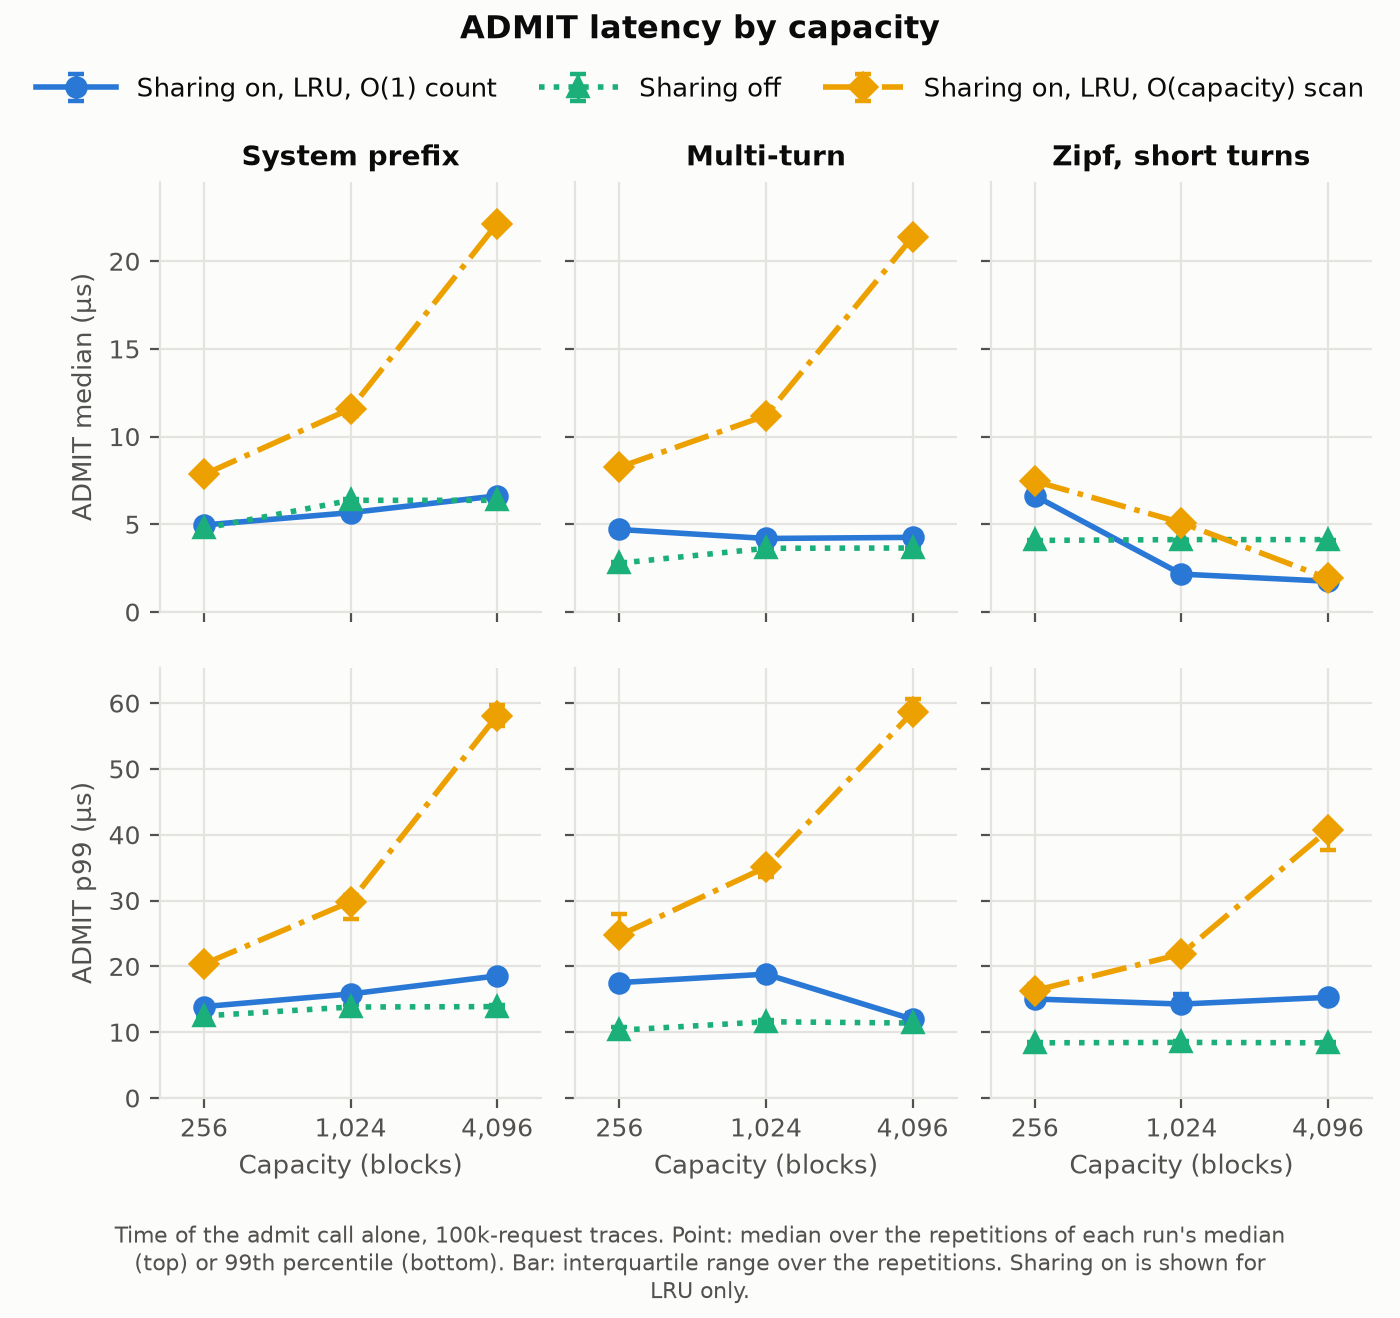 ADMIT latency by capacity
Sharing on, LRU, O(1) count
Sharing off
Sharing on, LRU, O(capacity) scan
System prefix
Multi-turn
Zipf, short turns
ADMIT median (µs)
20
15
10
5
0
ADMIT p99 (µs)
60
50
40
30
20
10
0
256 1,024 4,096
256 1,024 4,096
256 1,024 4,096
Capacity (blocks)
Capacity (blocks)
Capacity (blocks)
Time of the admit call alone, 100k-request traces. Point: median over the repetitions of each run's median
(top) or 99th percentile (bottom). Bar: interquartile range over the repetitions. Sharing on is shown for
LRU only.